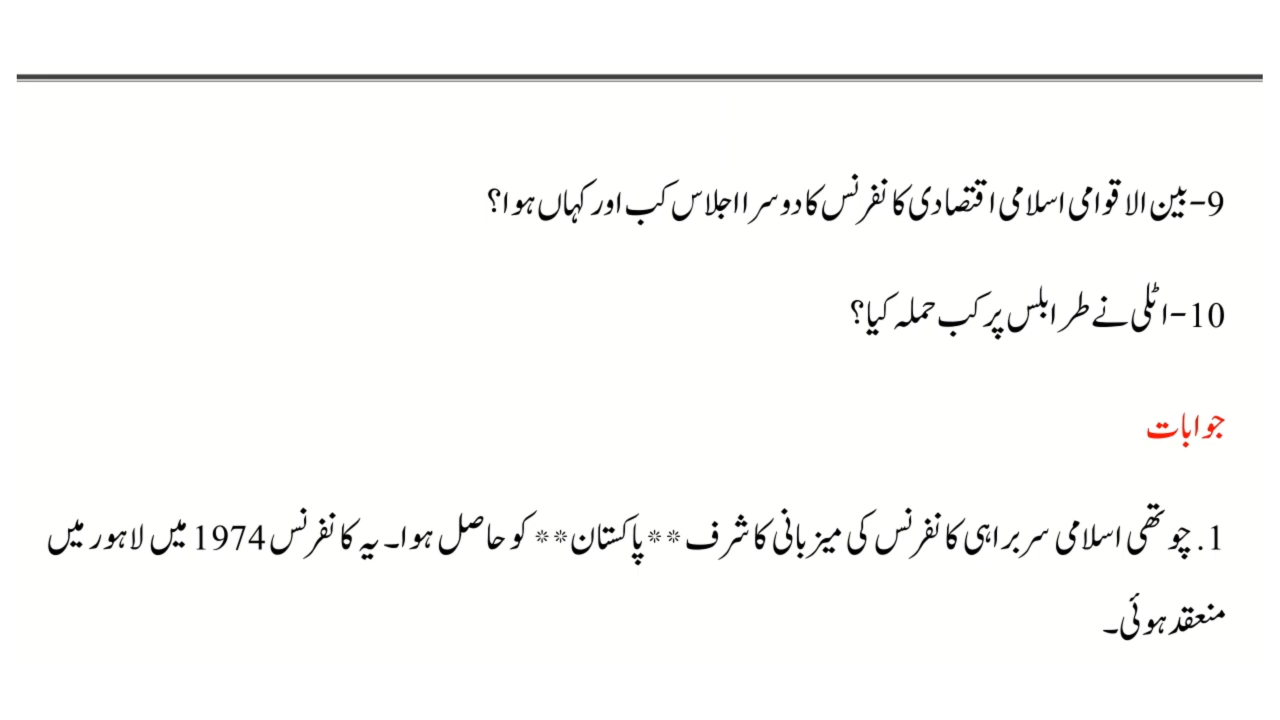 9-بین الاقوامی اسلامی اقتصادی کانفرنس کا دوسرا اجلاس کب اور کہاں ہوا؟
10-اٹلی نے طرابلس پر کب حملہ کیا؟
جوابات
1. چوتھی اسلامی سربراہی کانفرنس کی میزبانی کا شرف **پاکستان** کو حاصل ہوا۔ یہ کانفرنس 1974 میں لاہور میں
منعقد ہوئی۔